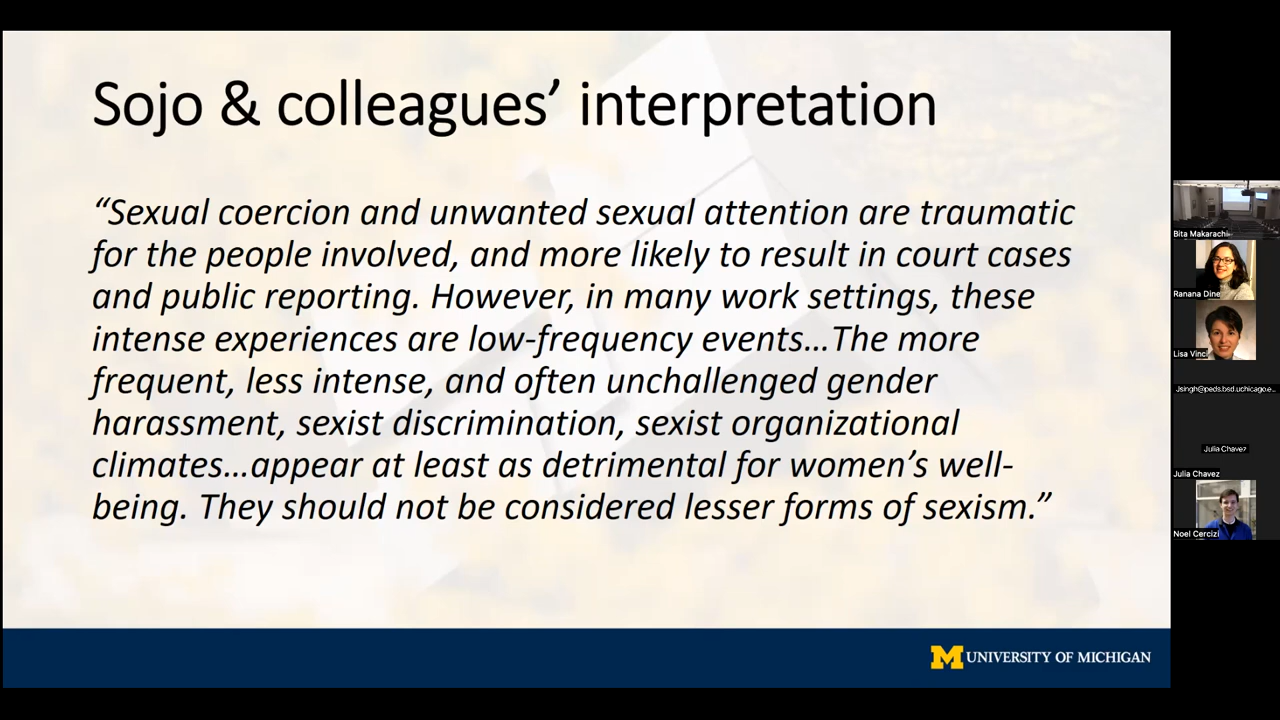 Sojo & colleagues’ interpretation
“Sexual coercion and unwanted sexual attention are traumatic
for the people involved, and more likely to result in court cases
and public reporting. However, in many work settings, these
intense experiences are low-frequency events…The more
frequent, less intense, and often unchallenged gender
harassment, sexist discrimination, sexist organizational
climates…appear at least as detrimental for women’s well-
being. They should not be considered lesser forms of sexism.”
M UNIVERSITY OF MICHIGAN
Bita Makarachi
Ranana Dine
Lisa Vinci
Jsingh@peds.bsd.uchicago.e...
Julia Chavez
Julia Chavez
Noel Cercizi